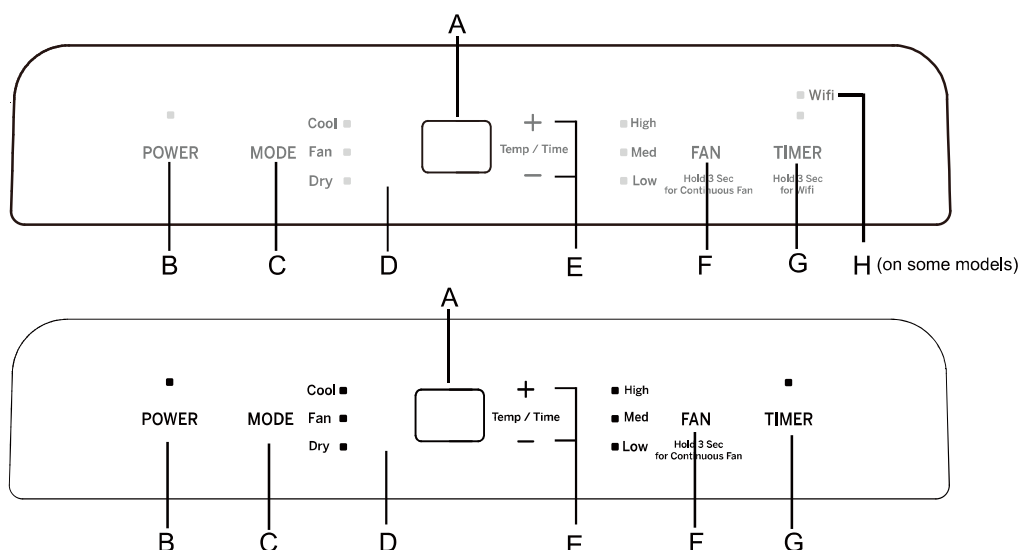 A
Wifi
Cool
+
High
POWER
MODE
Fan
Temp / Time
Med
FAN
TIMER
Dry
−
Low
Hold 3 Sec
for Continuous Fan
Hold 3 Sec
for Wifi
B
C
D
E
F
G
H (on some models)
A
Cool
+
High
POWER
MODE
Fan
Temp / Time
Med
FAN
TIMER
Dry
−
Low
Hold 3 Sec
for Continuous Fan
B
C
D
E
F
G